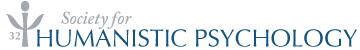 Society for
32 HUMANISTIC PSYCHOLOGY